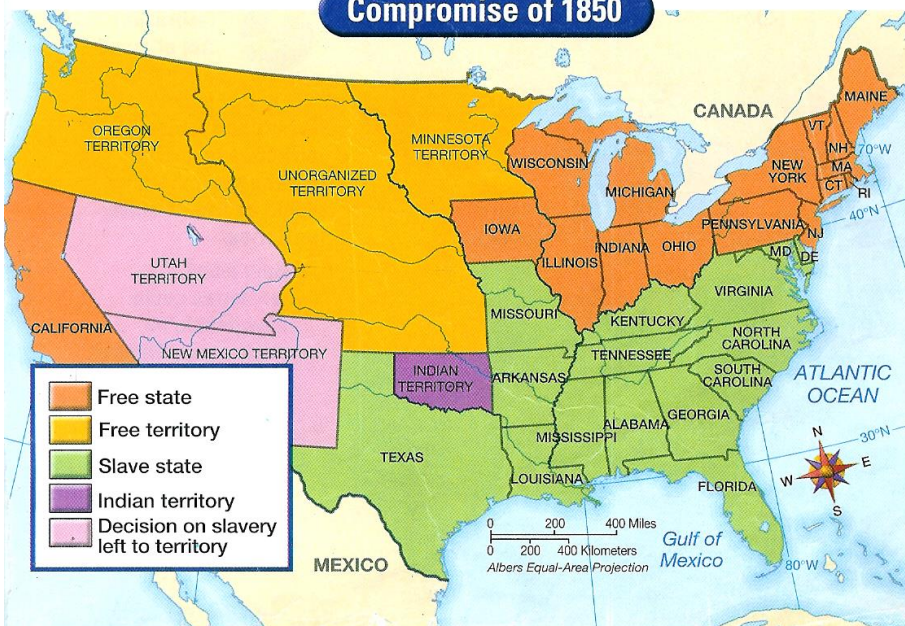 Compromise of 1850
CANADA
MAINE
OREGON
TERRITORY
UNORGANIZED
TERRITORY
MINNESOTA
TERRITORY
WISCONSIN
MICHIGAN
VT
NH
70°W
NEW
YORK
MA
CT
RI
40°N
PENNSYLVANIA
NJ
IOWA
ILLINOIS
INDIANA
OHIO
MD
DE
UTAH
TERRITORY
CALIFORNIA
NEW MEXICO TERRITORY
MISSOURI
KENTUCKY
VIRGINIA
NORTH
CAROLINA
TENNESSEE
SOUTH
CAROLINA
INDIAN
TERRITORY
ARKANSAS
ATLANTIC
OCEAN
MISSISSIPPI
ALABAMA
GEORGIA
TEXAS
LOUISIANA
FLORIDA
30°N
N
W
E
S
Free state
Free territory
Slave state
Indian territory
Decision on slavery
left to territory
MEXICO
0 200 400 Miles
0 200 400 Kilometers
Albers Equal-Area Projection
Gulf of
Mexico
80°W